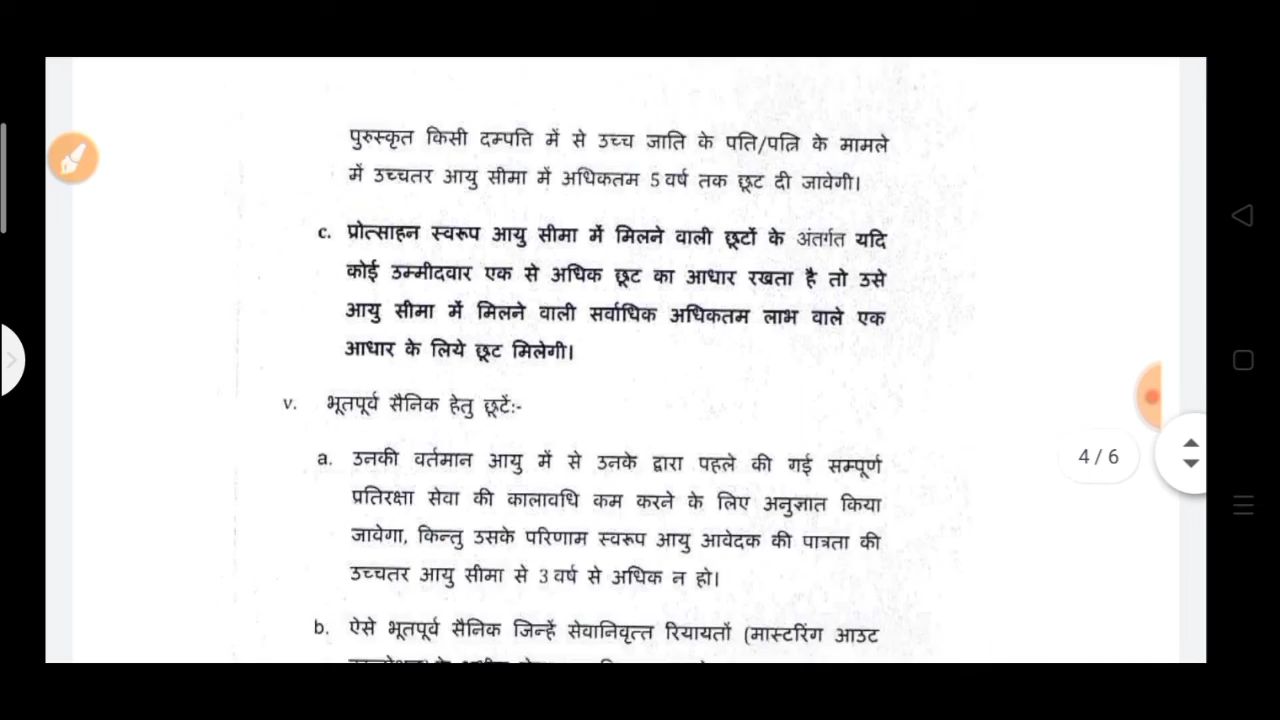 पुरुस्कृत किसी दम्पत्ति में से उच्च जाति के पति/पत्नि के मामले
में उच्चतर आयु सीमा में अधिकतम 5 वर्ष तक छूट दी जावेगी।
c. प्रोत्साहन स्वरूप आयु सीमा में मिलने वाली छूटों के अंतर्गत यदि
कोई उम्मीदवार एक से अधिक छूट का आधार रखता है तो उसे
आयु सीमा में मिलने वाली सर्वाधिक अधिकतम लाभ वाले एक
आधार के लिये छूट मिलेगी।
v. भूतपूर्व सैनिक हेतु छूटें:-
a. उनकी वर्तमान आयु में से उनके द्वारा पहले की गई सम्पूर्ण
प्रतिरक्षा सेवा की कालावधि कम करने के लिए अनुज्ञात किया
जावेगा, किन्तु उसके परिणाम स्वरूप आयु आवेदक की पात्रता की
उच्चतर आयु सीमा से 3 वर्ष से अधिक न हो।
4 / 6
b. ऐसे भूतपूर्व सैनिक जिन्हें सेवानिवृत्त रियायतों (मास्टरिंग आउट